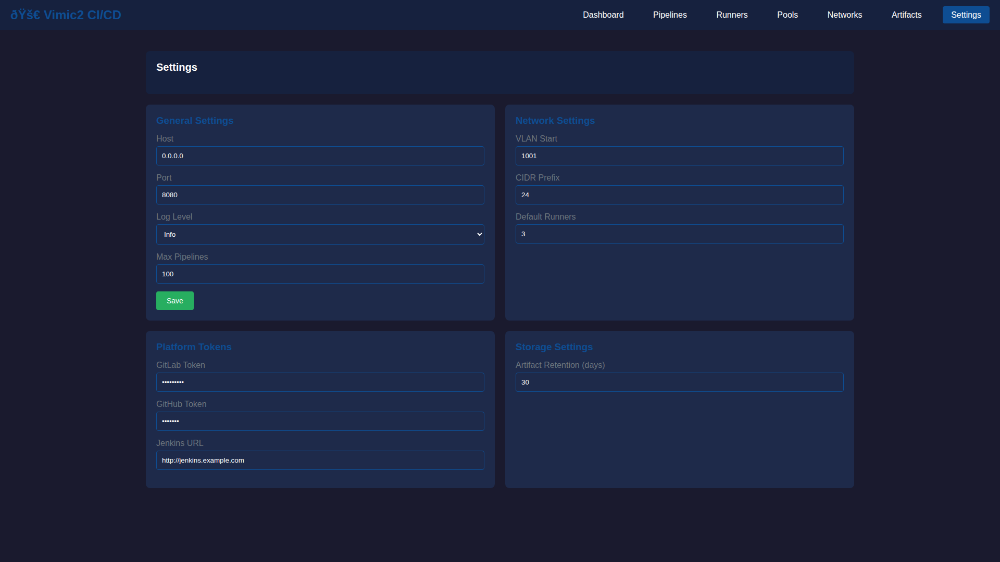 ðŸš€ Vimic2 CI/CD
Dashboard Pipelines Runners Pools Networks Artifacts Settings
Settings
General Settings
Host
0.0.0.0
Port
8080
Log Level
Info
Max Pipelines
100
Save
Network Settings
VLAN Start
1001
CIDR Prefix
24
Default Runners
3
Platform Tokens
GitLab Token
•••••••••
GitHub Token
•••••••
Jenkins URL
http://jenkins.example.com
Storage Settings
Artifact Retention (days)
30